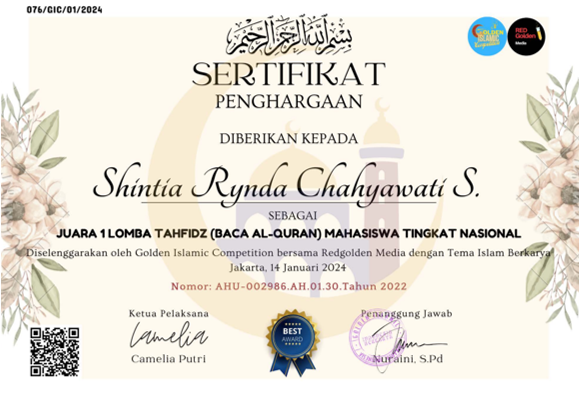 076/GIC/01/2024
بسم الله الرحمن الرحيم
GOLDEN
ISLAMIC
Competition
RED
Golden
Media
SERTIFIKAT
PENGHARGAAN
DIBERIKAN KEPADA
Shintia Rynda Chahyawati S.
SEBAGAI
JUARA 1 LOMBA TAHFIDZ (BACA AL-QURAN) MAHASISWA TINGKAT NASIONAL
Diselenggarakan oleh Golden Islamic Competition bersama Redgolden Media dengan Tema Islam Berkarya
Jakarta, 14 Januari 2024
Nomor: AHU-002986.AH.01.30.Tahun 2022
Ketua Pelaksana
Penanggung Jawab
Camelia
BEST
AWARD
Camelia Putri
Nuraini, S.Pd